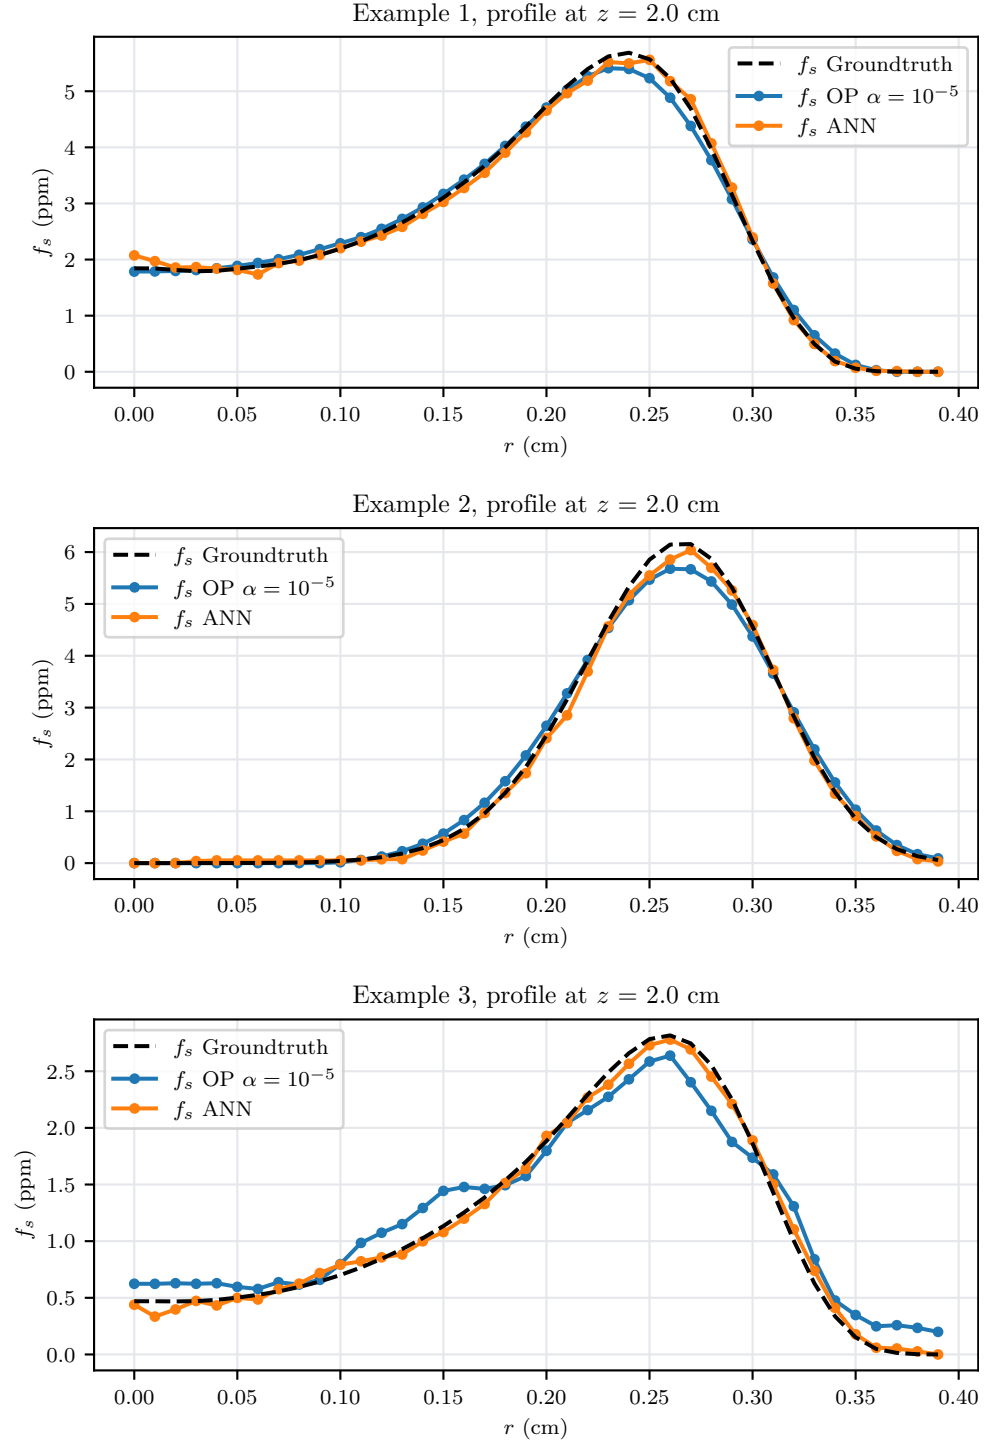 Example 1, profile at z = 2.0 cm
f_s Groundtruth
f_s OP α = 10⁻⁵
f_s ANN
f_s (ppm)
5
4
3
2
1
0
0.00 0.05 0.10 0.15 0.20 0.25 0.30 0.35 0.40
r (cm)
Example 2, profile at z = 2.0 cm
f_s Groundtruth
f_s OP α = 10⁻⁵
f_s ANN
f_s (ppm)
6
5
4
3
2
1
0
0.00 0.05 0.10 0.15 0.20 0.25 0.30 0.35 0.40
r (cm)
Example 3, profile at z = 2.0 cm
f_s Groundtruth
f_s OP α = 10⁻⁵
f_s ANN
f_s (ppm)
2.5
2.0
1.5
1.0
0.5
0.0
0.00 0.05 0.10 0.15 0.20 0.25 0.30 0.35 0.40
r (cm)